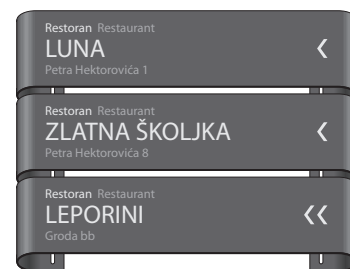 Restoran Restaurant
LUNA
Petra Hektorovića 1
Restoran Restaurant
ZLATNA ŠKOLJKA
Petra Hektorovića 8
Restoran Restaurant
LEPORINI
Groda bb